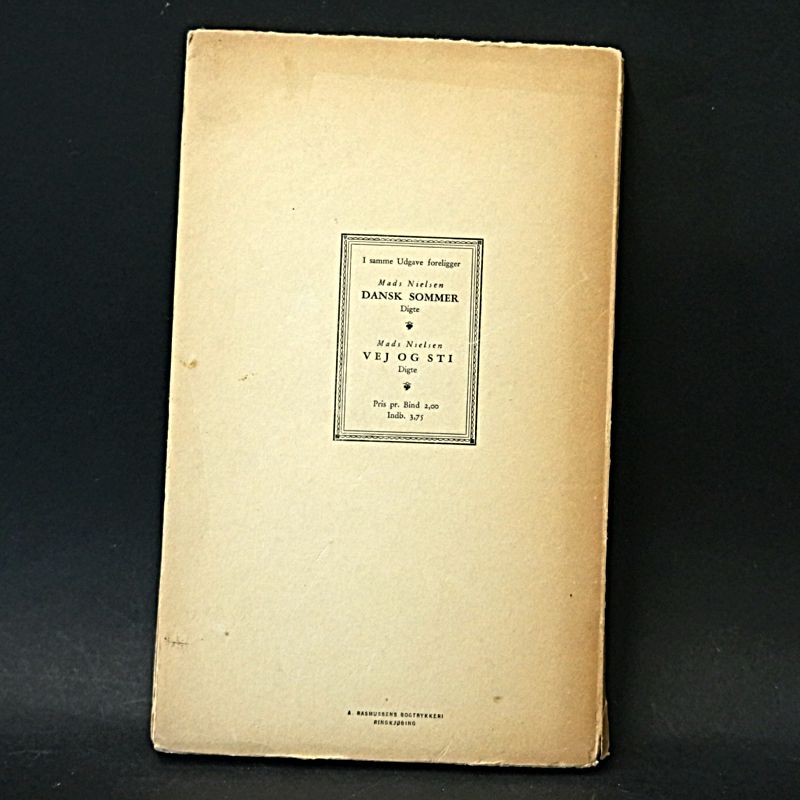 I samme Udgave foreligger
Mads Nielsen
DANSK SOMMER
Digte
Mads Nielsen
VEJ OG STI
Digte
Pris pr. Bind 2,00
Indb. 3,75
A. RASMUSSENS BOGTRYKKERI
RINGKJØBING